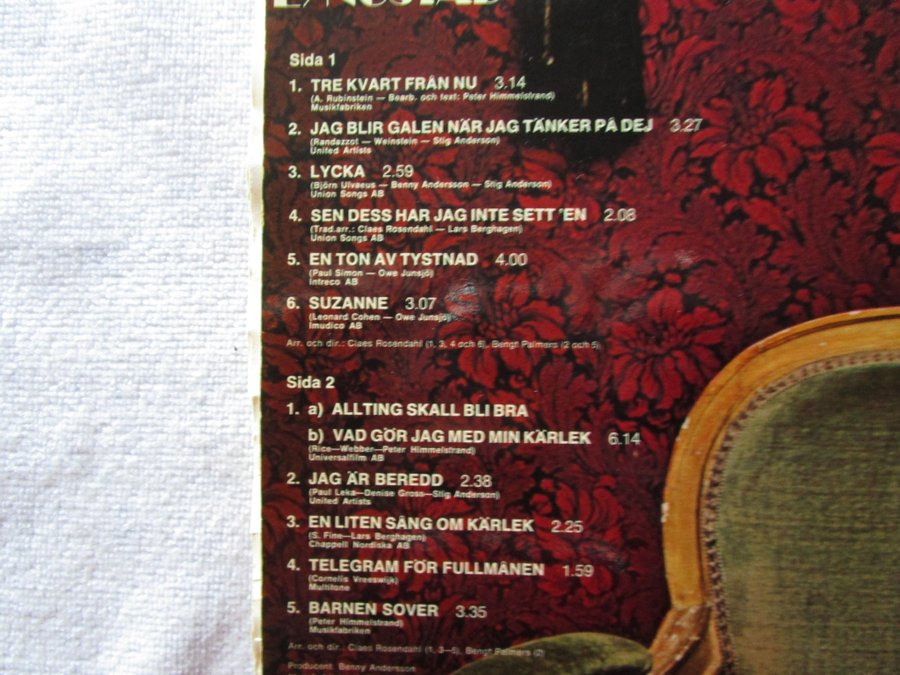 LYNGSTAD
Sida 1
1. TRE KVART FRÅN NU 3.14
(A. Rubinstein — Bearb. och text: Peter Himmelstrand)
Musikfabriken
2. JAG BLIR GALEN NÄR JAG TÄNKER PÅ DEJ 3.27
(Randazzot — Weinstein — Stig Anderson)
United Artists
3. LYCKA 2.59
(Björn Ulvaeus — Benny Andersson — Stig Anderson)
Union Songs AB
4. SEN DESS HAR JAG INTE SETT 'EN 2.08
(Trad.arr.: Claes Rosendahl — Lars Berghagen)
Union Songs AB
5. EN TON AV TYSTNAD 4.00
(Paul Simon — Owe Junsjö)
Intreco AB
6. SUZANNE 3.07
(Leonard Cohen — Owe Junsjö)
Imudico AB
Arr. och dir.: Claes Rosendahl (1, 3, 4 och 6), Bengt Palmers (2 och 5)
Sida 2
1. a) ALLTING SKALL BLI BRA
b) VAD GÖR JAG MED MIN KÄRLEK 6.14
(Rice—Webber—Peter Himmelstrand)
Universalfilm AB
2. JAG ÄR BEREDD 2.38
(Paul Leka—Denise Gross—Stig Anderson)
United Artists
3. EN LITEN SÅNG OM KÄRLEK 2.25
(S. Fine—Lars Berghagen)
Chappell Nordiska AB
4. TELEGRAM FÖR FULLMÅNEN 1.59
(Cornelis Vreeswijk)
Multitone
5. BARNEN SOVER 3.35
(Peter Himmelstrand)
Musikfabriken
Arr. och dir.: Claes Rosendahl (1, 3—5), Bengt Palmers (2)
Producent: Benny Andersson